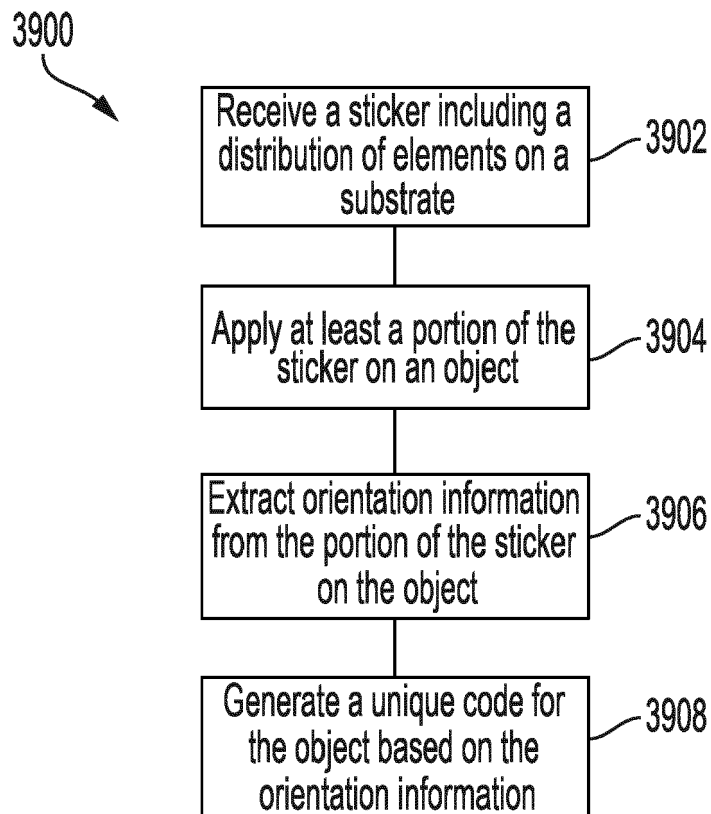 3900
Receive a sticker including a
distribution of elements on a
substrate
3902
Apply at least a portion of the
sticker on an object
3904
Extract orientation information
from the portion of the sticker
on the object
3906
Generate a unique code for
the object based on the
orientation information
3908